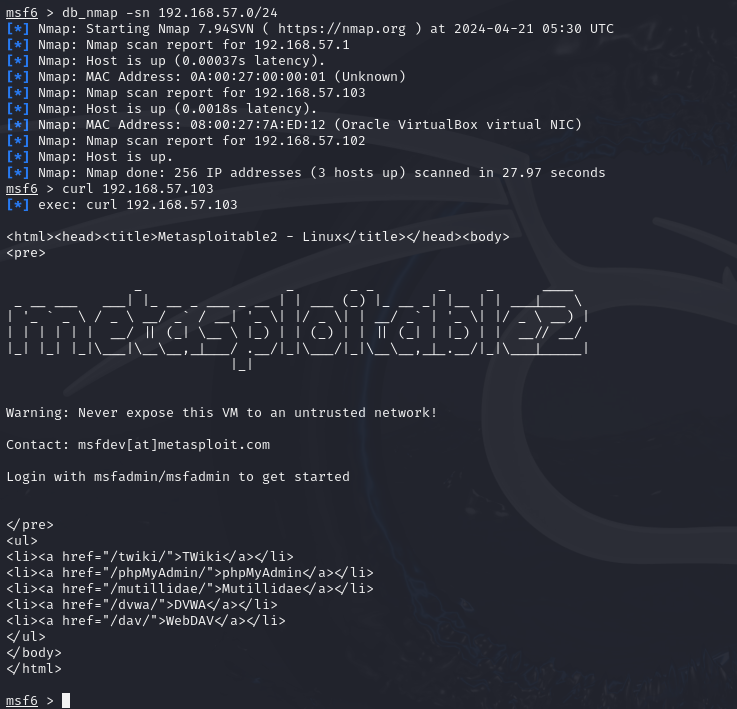 msf6 > db_nmap -sn 192.168.57.0/24
[*] Nmap: Starting Nmap 7.94SVN ( https://nmap.org ) at 2024-04-21 05:30 UTC
[*] Nmap: Nmap scan report for 192.168.57.1
[*] Nmap: Host is up (0.00037s latency).
[*] Nmap: MAC Address: 0A:00:27:00:00:01 (Unknown)
[*] Nmap: Nmap scan report for 192.168.57.103
[*] Nmap: Host is up (0.0018s latency).
[*] Nmap: MAC Address: 08:00:27:7A:ED:12 (Oracle VirtualBox virtual NIC)
[*] Nmap: Nmap scan report for 192.168.57.102
[*] Nmap: Host is up.
[*] Nmap: Nmap done: 256 IP addresses (3 hosts up) scanned in 27.97 seconds
msf6 > curl 192.168.57.103
[*] exec: curl 192.168.57.103
<html><head><title>Metasploitable2 - Linux</title></head><body>
<pre>
metasploitable2
Warning: Never expose this VM to an untrusted network!
Contact: msfdev[at]metasploit.com
Login with msfadmin/msfadmin to get started
</pre>
<ul>
<li><a href="/twiki/">TWiki</a></li>
<li><a href="/phpMyAdmin/">phpMyAdmin</a></li>
<li><a href="/mutillidae/">Mutillidae</a></li>
<li><a href="/dvwa/">DVWA</a></li>
<li><a href="/dav/">WebDAV</a></li>
</ul>
</body>
</html>
msf6 >